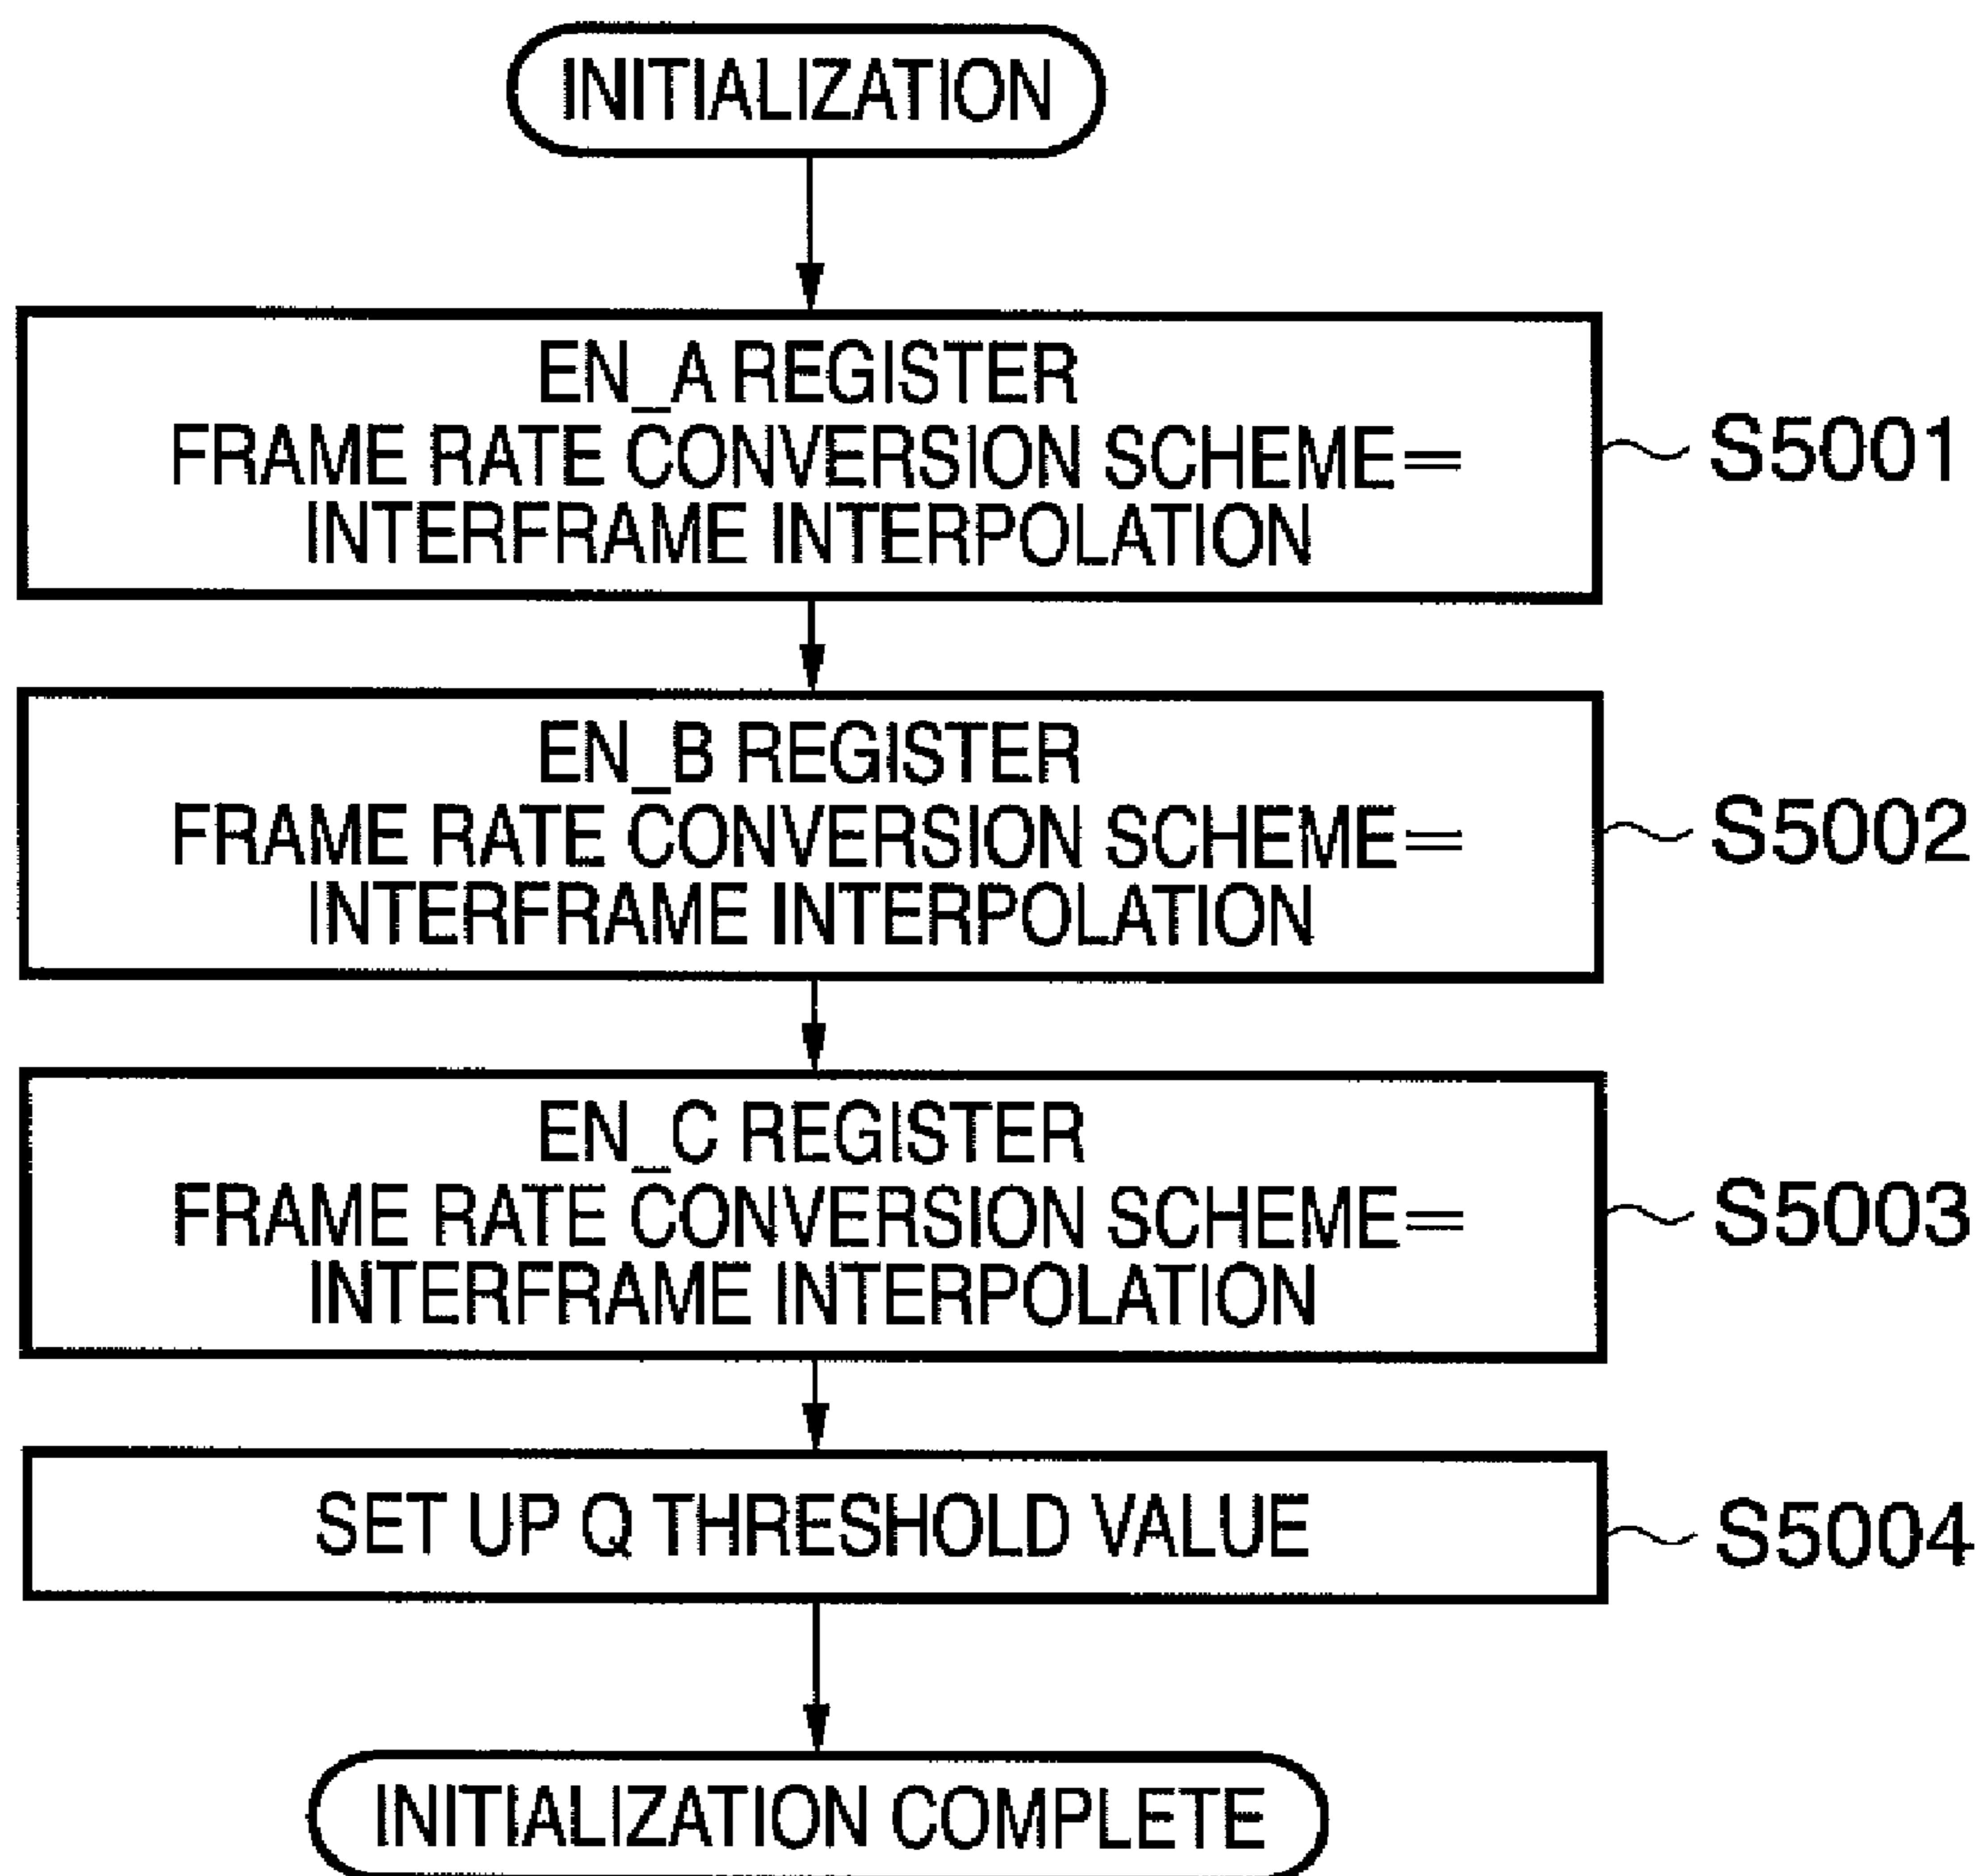 INITIALIZATION
EN_A REGISTER
FRAME RATE CONVERSION SCHEME=
INTERFRAME INTERPOLATION
S5001
EN_B REGISTER
FRAME RATE CONVERSION SCHEME=
INTERFRAME INTERPOLATION
S5002
EN_C REGISTER
FRAME RATE CONVERSION SCHEME=
INTERFRAME INTERPOLATION
S5003
SET UP Q THRESHOLD VALUE
S5004
INITIALIZATION COMPLETE